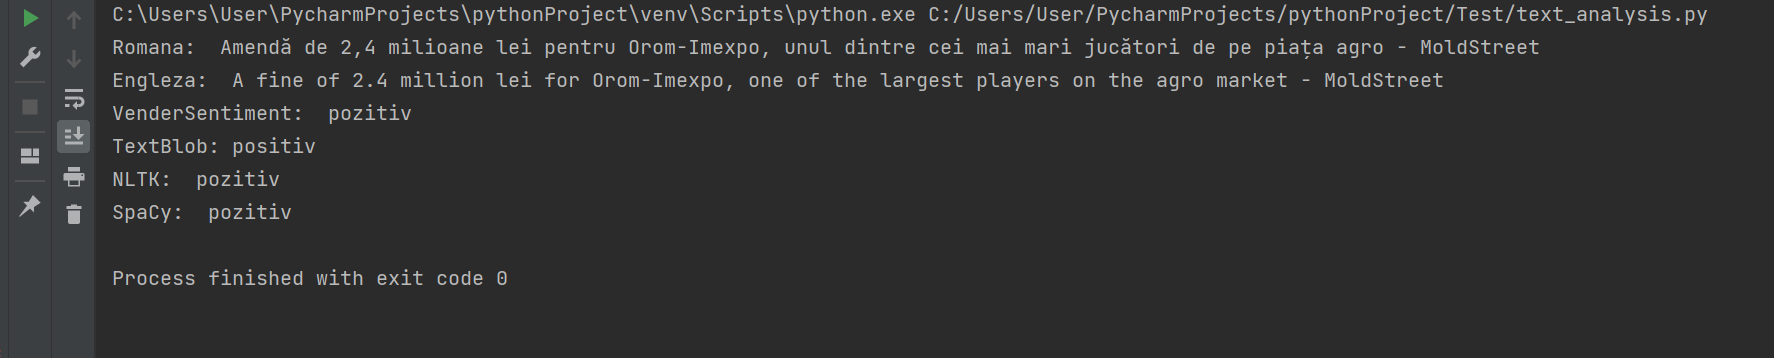 C:\Users\User\PycharmProjects\pythonProject\venv\Scripts\python.exe C:/Users/User/PycharmProjects/pythonProject/Test/text_analysis.py
Romana:  Amendă de 2,4 milioane lei pentru Orom-Imexpo, unul dintre cei mai mari jucători de pe piața agro - MoldStreet
Engleza:  A fine of 2.4 million lei for Orom-Imexpo, one of the largest players on the agro market - MoldStreet
VenderSentiment:  pozitiv
TextBlob: positiv
NLTK:  pozitiv
SpaCy:  pozitiv
Process finished with exit code 0